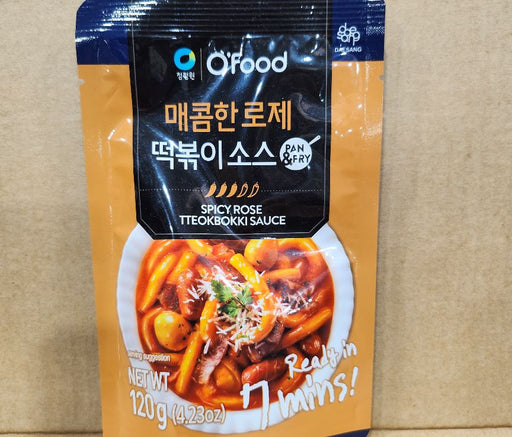 청정원
O'food
DAESANG
매콤한 로제
떡볶이 소스
PAN
&FRY
SPICY ROSE
TTEOKBOKKI SAUCE
serving suggestion
NET WT
120g (4.23oz)
Ready in
7 mins!